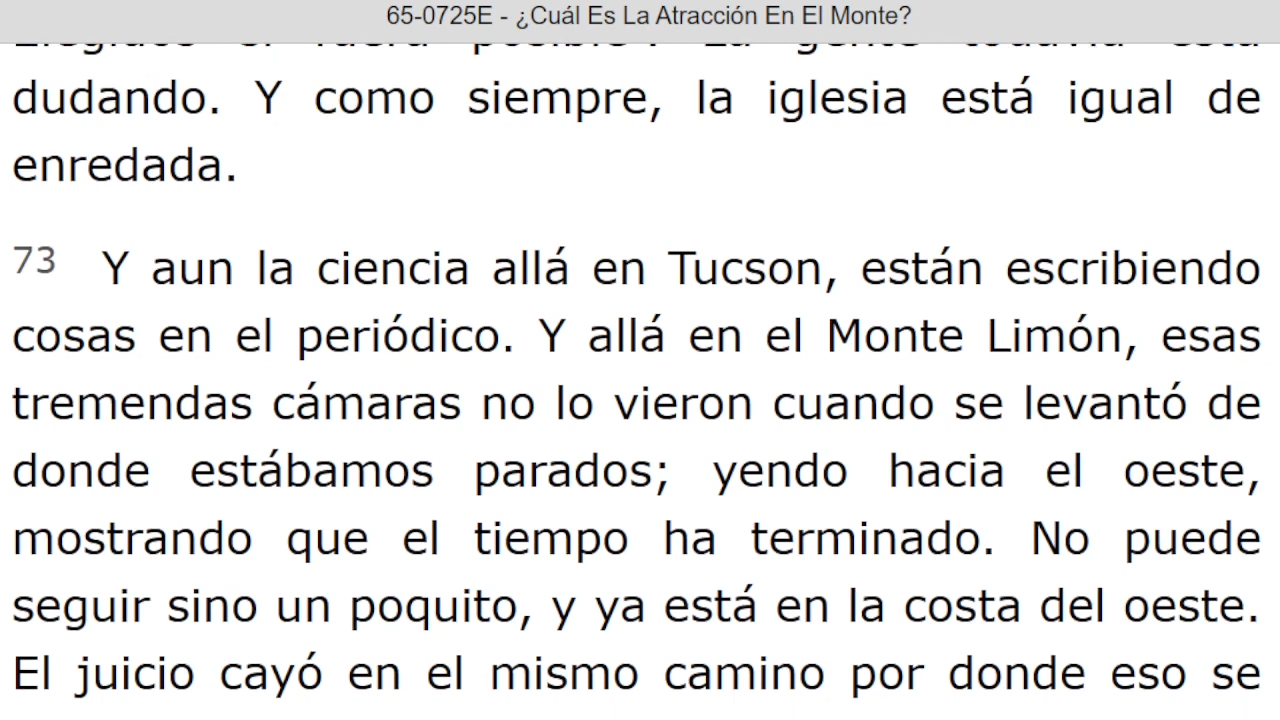 65-0725E - ¿Cuál Es La Atracción En El Monte?
dudando. Y como siempre, la iglesia está igual de
enredada.
73 Y aun la ciencia allá en Tucson, están escribiendo
cosas en el periódico. Y allá en el Monte Limón, esas
tremendas cámaras no lo vieron cuando se levantó de
donde estábamos parados; yendo hacia el oeste,
mostrando que el tiempo ha terminado. No puede
seguir sino un poquito, y ya está en la costa del oeste.
El juicio cayó en el mismo camino por donde eso se